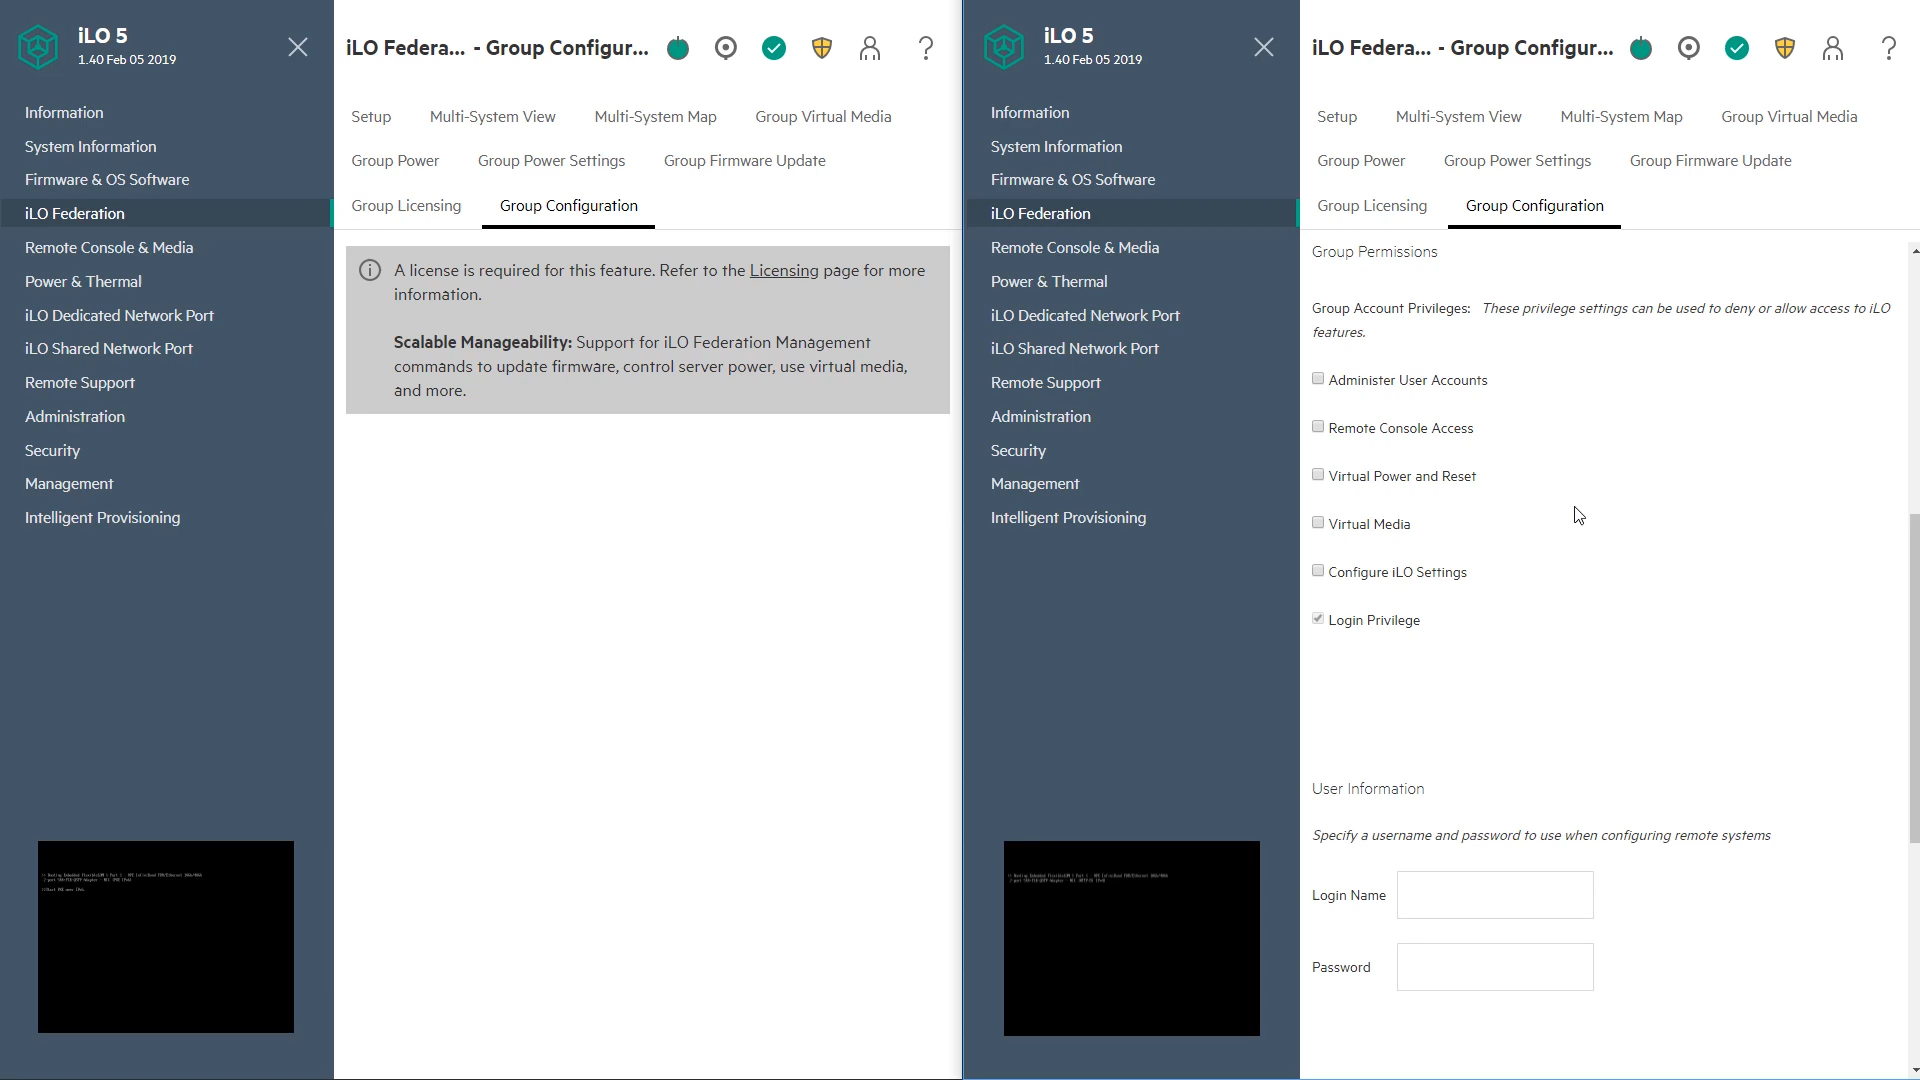 iLO 5
1.40 Feb 05 2019
Information
System Information
Firmware & OS Software
iLO Federation
Remote Console & Media
Power & Thermal
iLO Dedicated Network Port
iLO Shared Network Port
Remote Support
Administration
Security
Management
Intelligent Provisioning
iLO Federa... - Group Configur...
Setup Multi-System View Multi-System Map Group Virtual Media
Group Power Group Power Settings Group Firmware Update
Group Licensing Group Configuration
A license is required for this feature. Refer to the Licensing page for more
information.
Scalable Manageability: Support for iLO Federation Management
commands to update firmware, control server power, use virtual media,
and more.
iLO 5
1.40 Feb 05 2019
Information
System Information
Firmware & OS Software
iLO Federation
Remote Console & Media
Power & Thermal
iLO Dedicated Network Port
iLO Shared Network Port
Remote Support
Administration
Security
Management
Intelligent Provisioning
iLO Federa... - Group Configur...
Setup Multi-System View Multi-System Map Group Virtual Media
Group Power Group Power Settings Group Firmware Update
Group Licensing Group Configuration
Group Permissions
Group Account Privileges: These privilege settings can be used to deny or allow access to iLO
features.
Administer User Accounts
Remote Console Access
Virtual Power and Reset
Virtual Media
Configure iLO Settings
Login Privilege
User Information
Specify a username and password to use when configuring remote systems
Login Name
Password